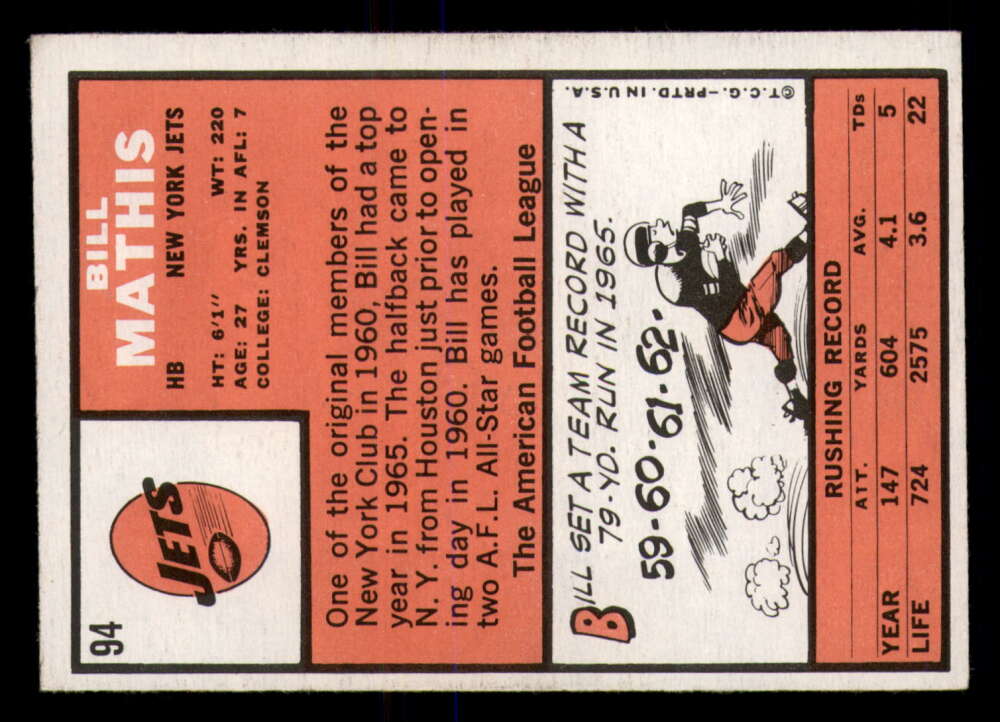 94
JETS
BILL
MATHIS
HB NEW YORK JETS
HT: 6'1" WT: 220
AGE: 27 YRS. IN AFL: 7
COLLEGE: CLEMSON
One of the original members of the
New York Club in 1960, Bill had a top
year in 1965. The halfback came to
N. Y. from Houston just prior to open-
ing day in 1960. Bill has played in
two A.F.L. All-Star games.
The American Football League
BILL SET A TEAM RECORD WITH A
79-YD. RUN IN 1965.
59-60-61-62-
©T.C.G.—PRTD. IN U.S.A.
RUSHING RECORD
ATT. YARDS AVG. TDs
YEAR 147 604 4.1 5
LIFE 724 2575 3.6 22